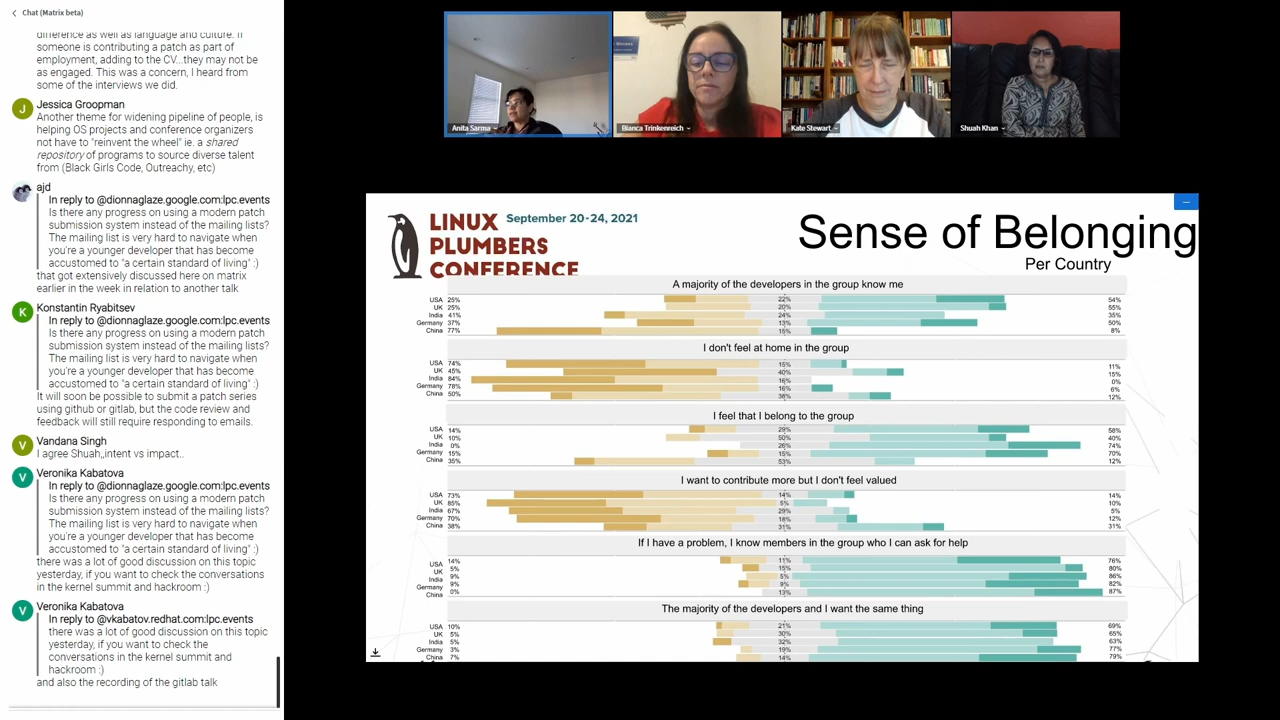 Chat (Matrix beta)
difference as well as language and culture. If
someone is contributing a patch as part of
employment, adding to the CV...they may not be
as engaged. This was a concern, I heard from
some of the interviews we did.
J
Jessica Groopman
Another theme for widening pipeline of people, is
helping OS projects and conference organizers
not have to "reinvent the wheel" ie. a shared
repository of programs to source diverse talent
from (Black Girls Code, Outreachy, etc)
ajd
In reply to @dionnaglaze.google.com:lpc.events
Is there any progress on using a modern patch
submission system instead of the mailing lists?
The mailing list is very hard to navigate when
you're a younger developer that has become
accustomed to "a certain standard of living" :)
that got extensively discussed here on matrix
earlier in the week in relation to another talk
K
Konstantin Ryabitsev
In reply to @dionnaglaze.google.com:lpc.events
Is there any progress on using a modern patch
submission system instead of the mailing lists?
The mailing list is very hard to navigate when
you're a younger developer that has become
accustomed to "a certain standard of living" :)
It will soon be possible to submit a patch series
using github or gitlab, but the code review and
feedback will still require responding to emails.
V
Vandana Singh
I agree Shuah,,intent vs impact..
V
Veronika Kabatova
In reply to @dionnaglaze.google.com:lpc.events
Is there any progress on using a modern patch
submission system instead of the mailing lists?
The mailing list is very hard to navigate when
you're a younger developer that has become
accustomed to "a certain standard of living" :)
there was a lot of good discussion on this topic
yesterday, if you want to check the conversations
in the kernel summit and hackroom :)
V
Veronika Kabatova
In reply to @vkabatov.redhat.com:lpc.events
there was a lot of good discussion on this topic
yesterday, if you want to check the
conversations in the kernel summit and
hackroom :)
and also the recording of the gitlab talk
Anita Sarma
Bianca Trinkenreich
Kate Stewart
Shuah Khan
LINUX
PLUMBERS
CONFERENCE
September 20-24, 2021
Sense of Belonging
Per Country
A majority of the developers in the group know me
USA 25% 22% 54%
UK 25% 20% 55%
India 41% 24% 35%
Germany 37% 13% 50%
China 77% 15% 8%
I don't feel at home in the group
USA 74% 15% 11%
UK 45% 40% 15%
India 84% 16% 0%
Germany 78% 16% 6%
China 50% 38% 12%
I feel that I belong to the group
USA 14% 29% 58%
UK 10% 50% 40%
India 0% 26% 74%
Germany 15% 15% 70%
China 35% 53% 12%
I want to contribute more but I don't feel valued
USA 73% 14% 14%
UK 85% 5% 10%
India 67% 29% 5%
Germany 70% 18% 12%
China 38% 31% 31%
If I have a problem, I know members in the group who I can ask for help
USA 14% 11% 76%
UK 5% 15% 80%
India 9% 5% 86%
Germany 9% 9% 82%
China 0% 13% 87%
The majority of the developers and I want the same thing
USA 10% 21% 69%
UK 5% 30% 65%
India 5% 32% 63%
Germany 3% 19% 77%
China 7% 14% 79%